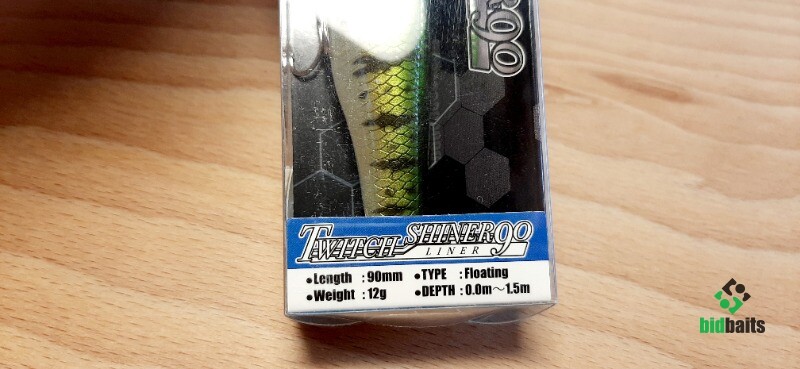 TWITCH SHINER 90
LINER
●Length : 90mm ●TYPE : Floating
●Weight : 12g ●DEPTH : 0.0m～1.5m
bidbaits